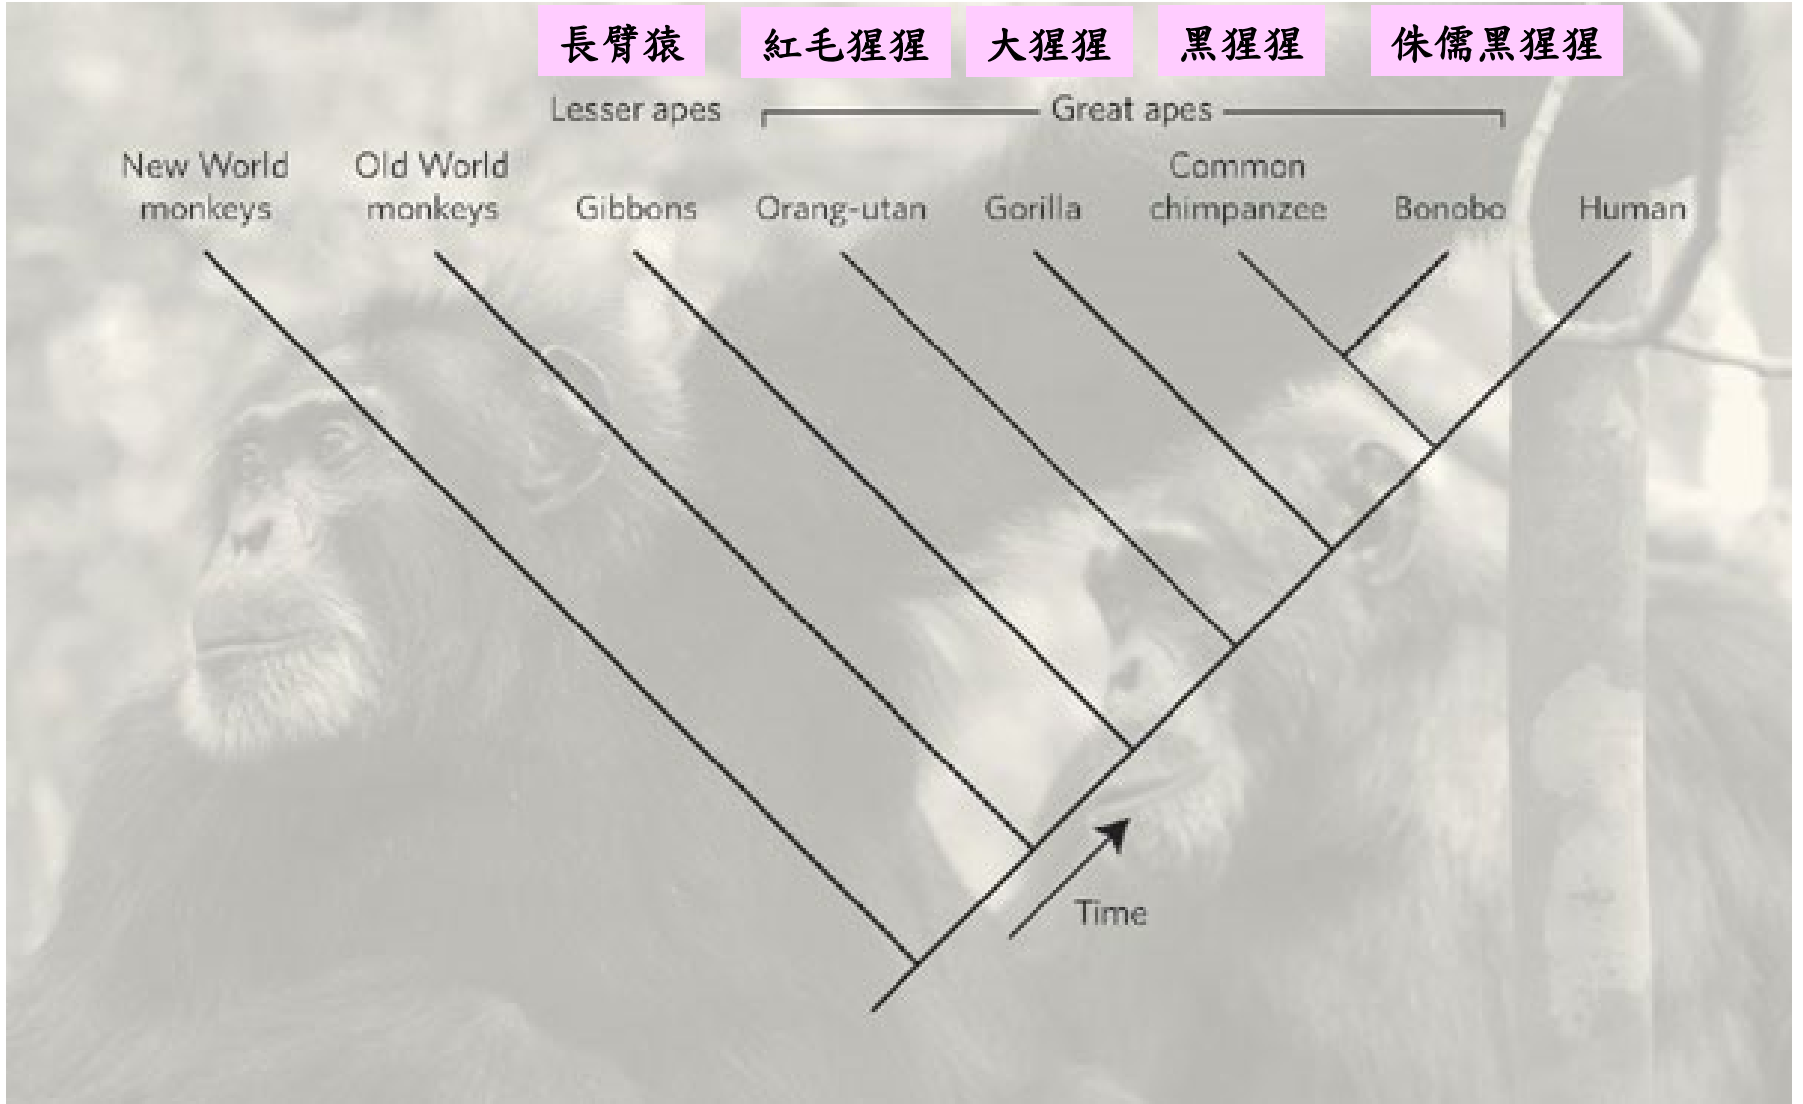 長臂猿 紅毛猩猩 大猩猩 黑猩猩 侏儒黑猩猩
Lesser apes Great apes
New World monkeys
Old World monkeys
Gibbons
Orang-utan
Gorilla
Common chimpanzee
Bonobo
Human
Time